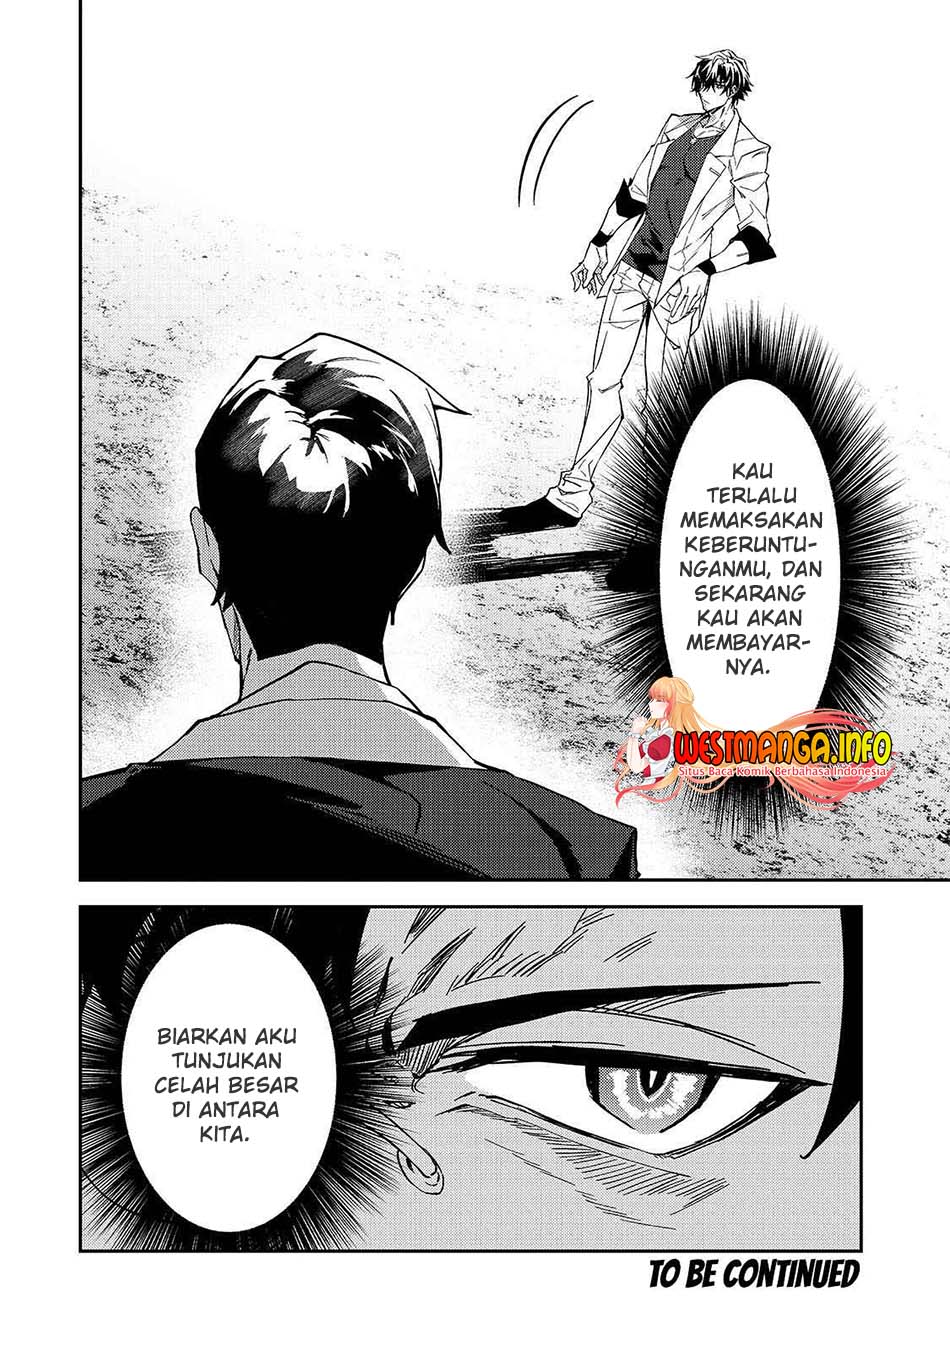 KAU
TERLALU
MEMAKSAKAN
KEBERUNTU-
NGANMU, DAN
SEKARANG
KAU AKAN
MEMBAYAR-
NYA.
WESTMANGA.INFO
Situs Baca Komik Berbahasa Indonesia
BIARKAN AKU
TUNJUKAN
CELAH BESAR
DI ANTARA
KITA.
TO BE CONTINUED